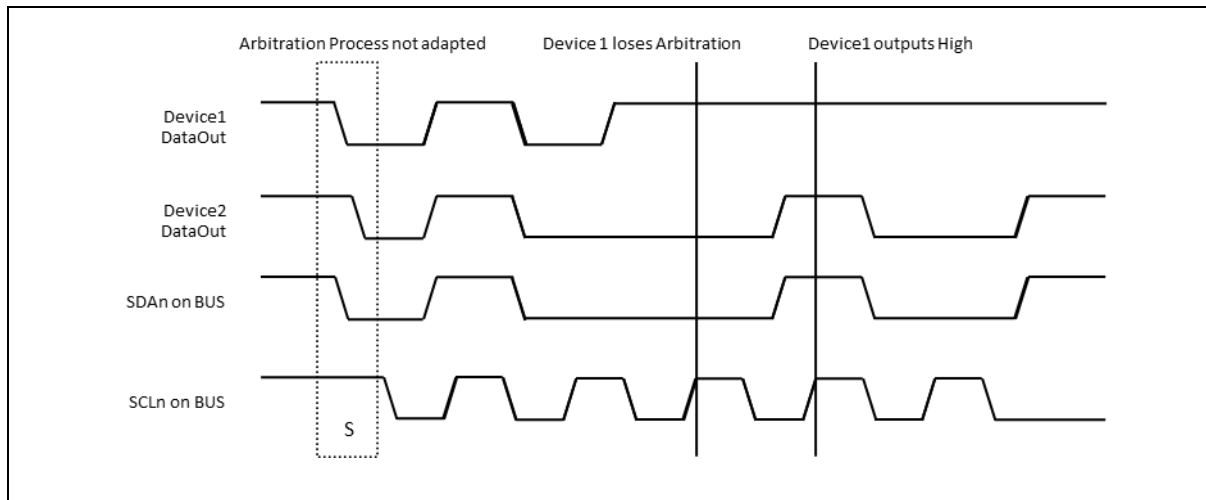 Arbitration Process not adapted
Device 1 loses Arbitration
Device1 outputs High
Device1
DataOut
Device2
DataOut
SDAn on BUS
SCLn on BUS
S